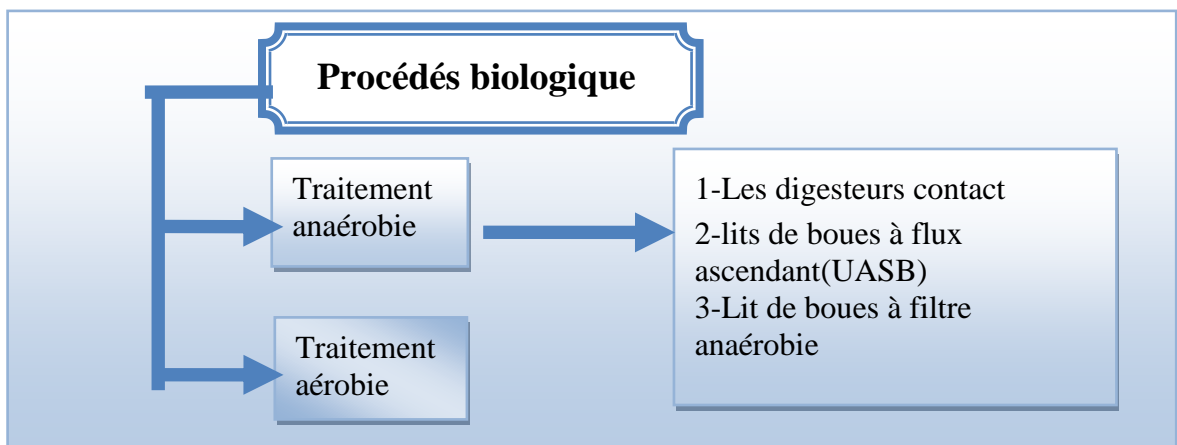 Procédés biologique
Traitement
anaérobie
1-Les digesteurs contact
2-lits de boues à flux
ascendant(UASB)
3-Lit de boues à filtre
anaérobie
Traitement
aérobie